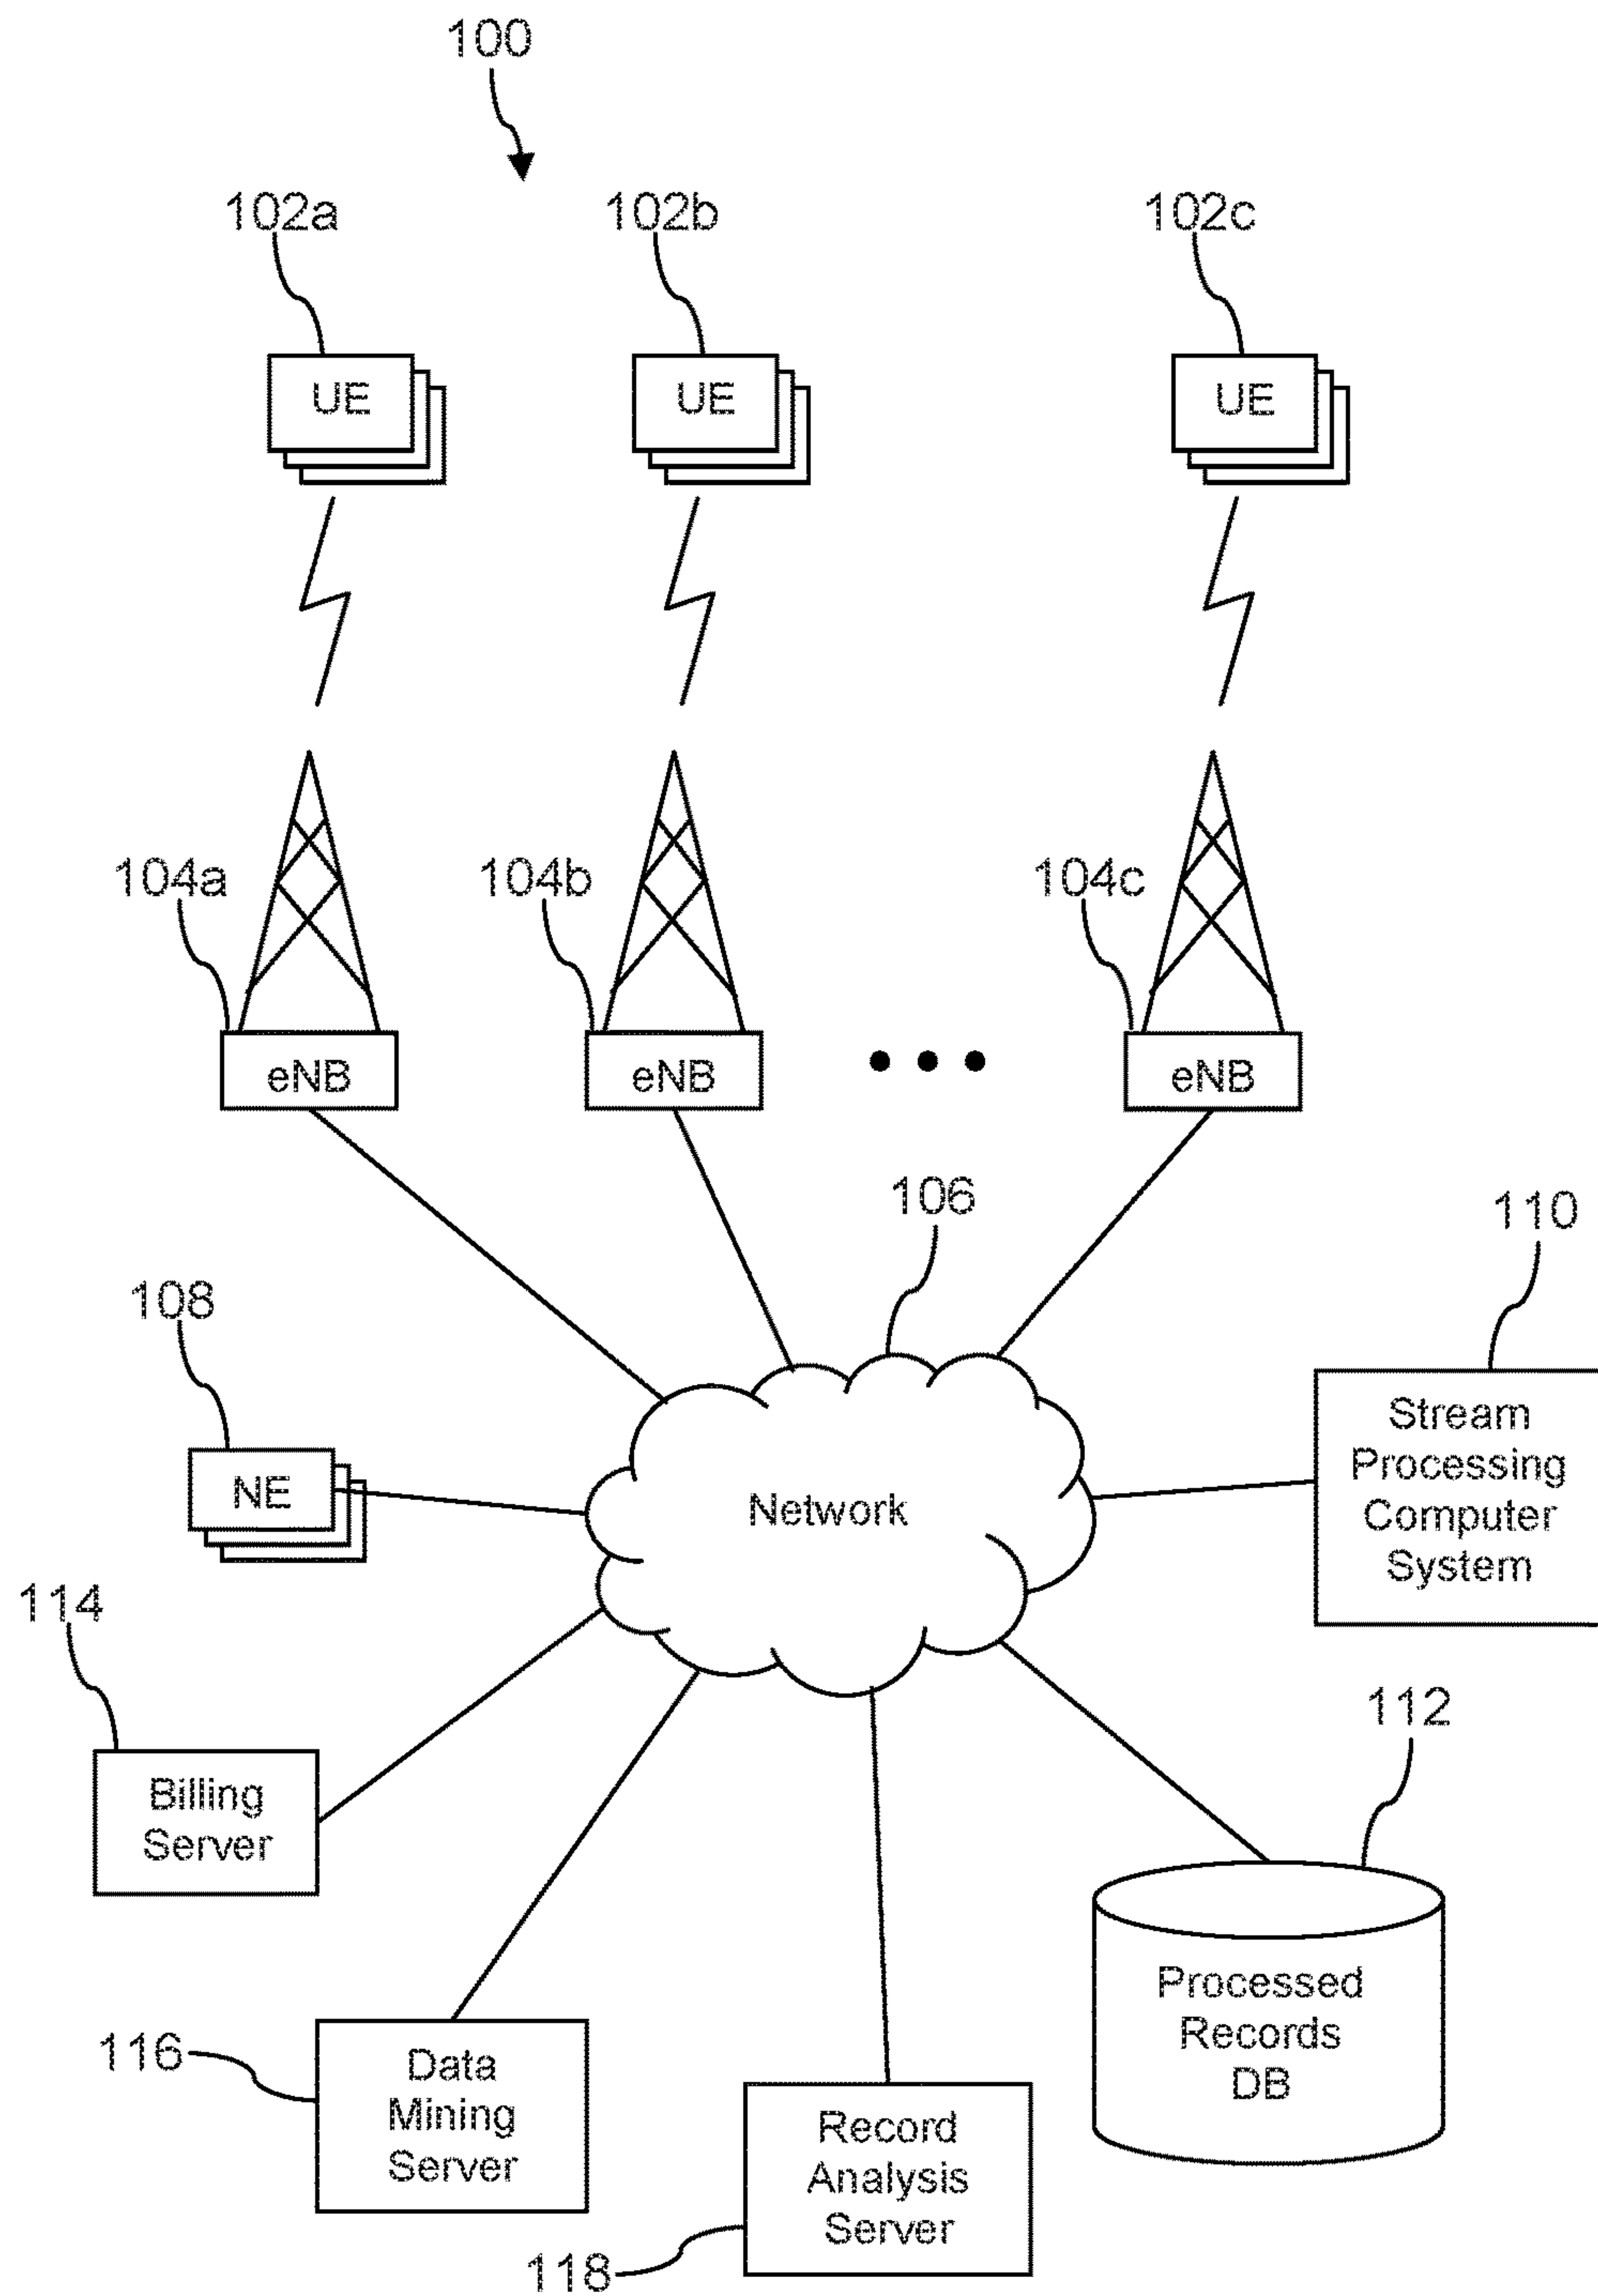 100
102a
102b
102c
UE
UE
UE
104a
104b
104c
eNB
eNB
eNB
106
110
108
Stream
Processing
Computer
System
NE
Network
114
112
Billing
Server
Processed
Records
DB
116
Data
Mining
Server
Record
Analysis
Server
118